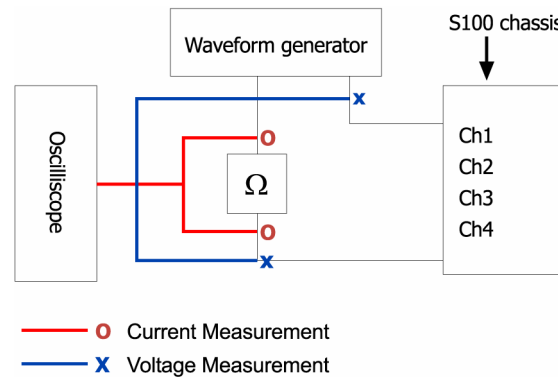 Waveform generator
S100 chassis
Oscilliscope
X
O
Ω
O
X
Ch1
Ch2
Ch3
Ch4
O Current Measurement
X Voltage Measurement